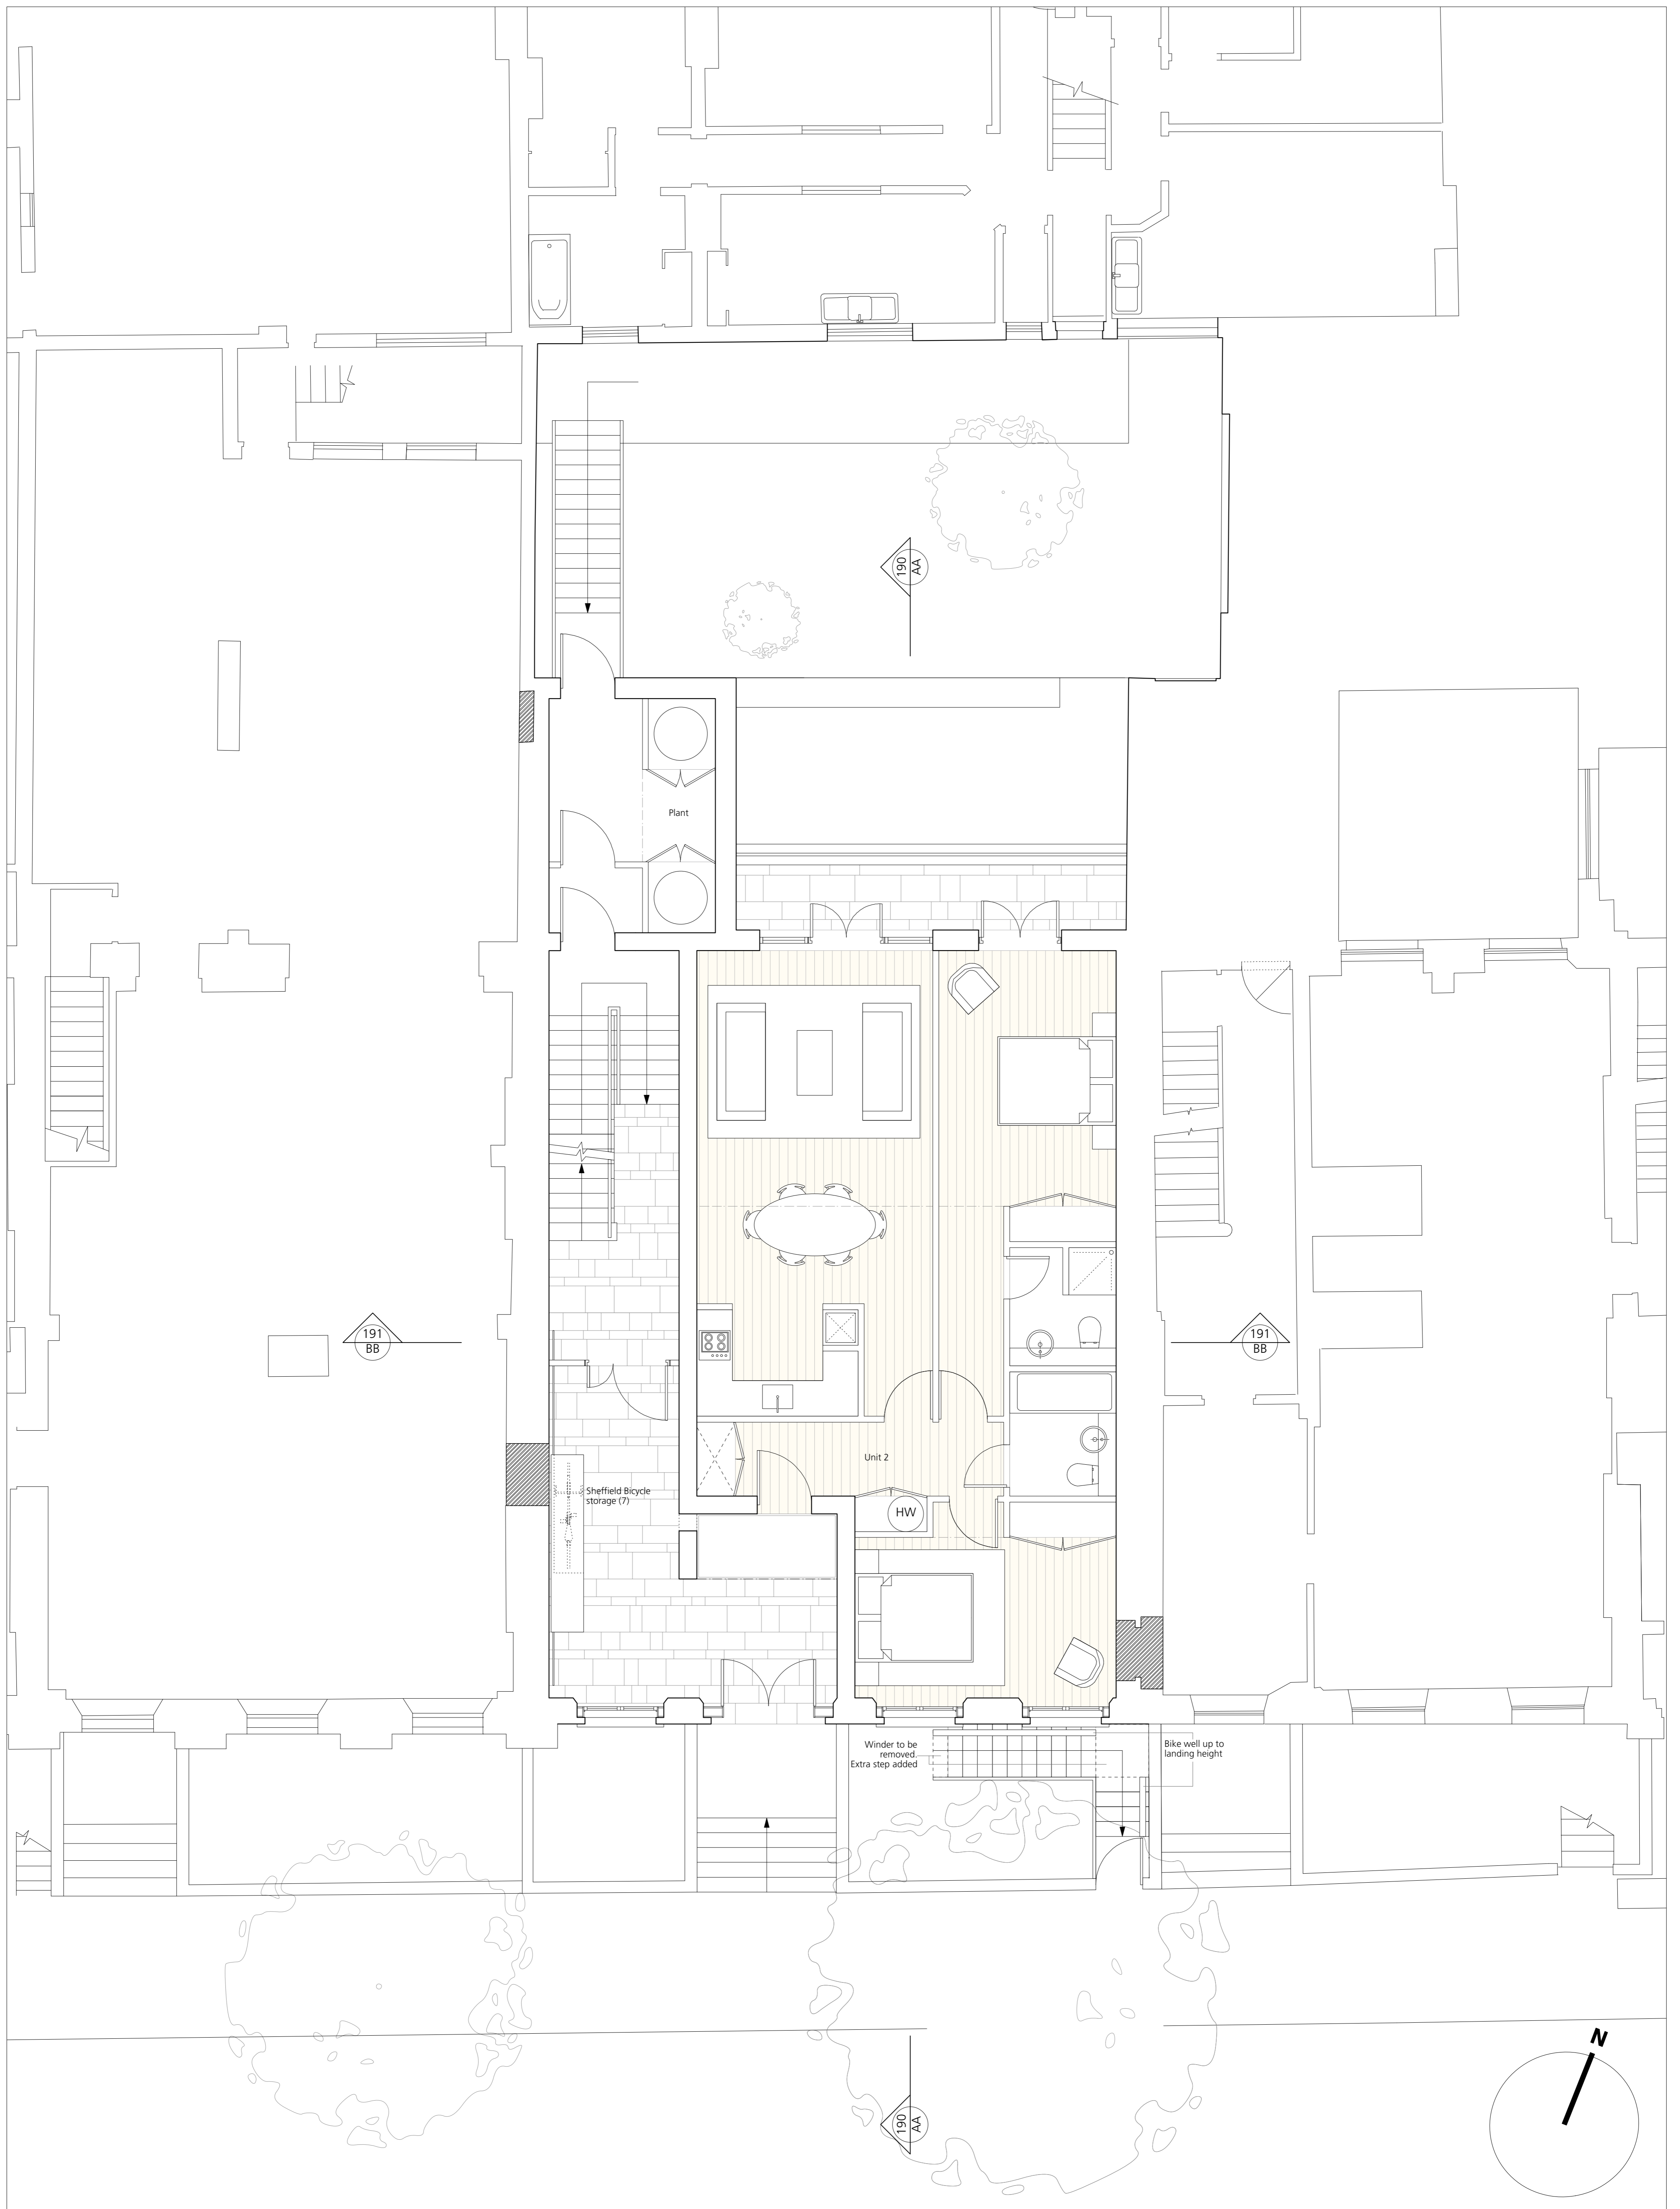 190
AA
Plant
191
BB
191
BB
Unit 2
Sheffield Bicycle
storage (7)
HW
Winder to be
removed.
Extra step added
Bike well up to
landing height
N
190
AA